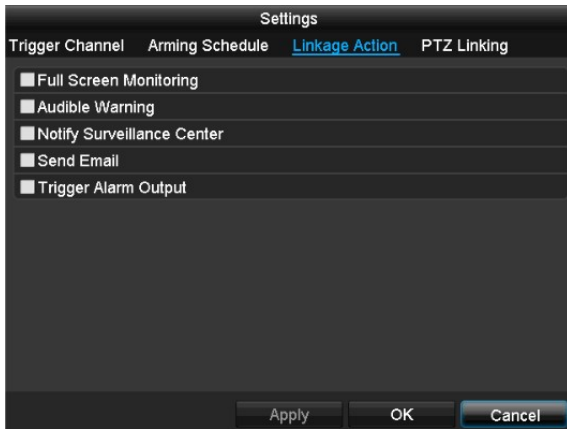 Settings
Trigger Channel Arming Schedule Linkage Action PTZ Linking
Full Screen Monitoring
Audible Warning
Notify Surveillance Center
Send Email
Trigger Alarm Output
Apply OK Cancel